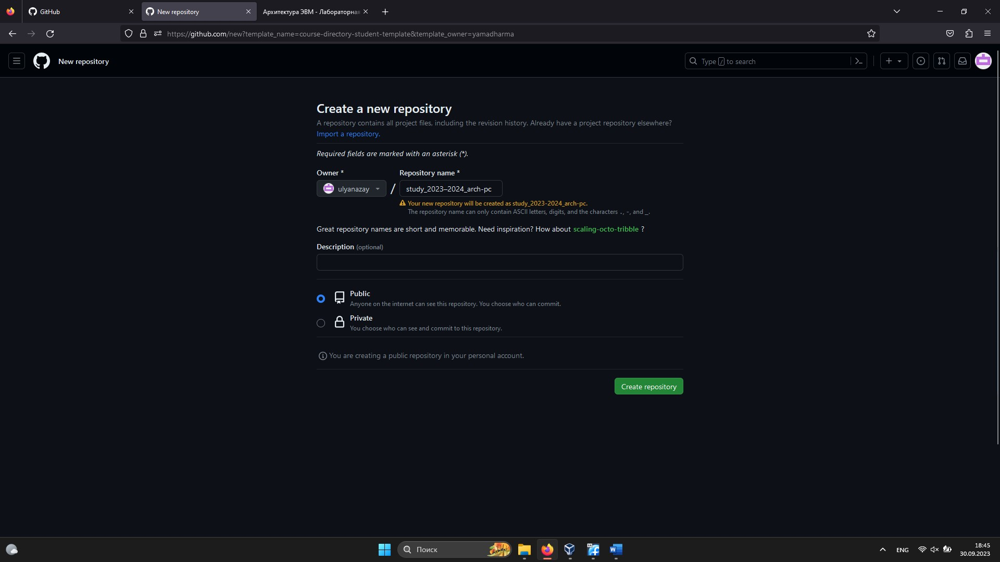 GitHub
New repository
Архитектура ЭВМ - Лабораторная
https://github.com/new?template_name=course-directory-student-template&template_owner=yamadharma
New repository
Type / to search
Create a new repository
A repository contains all project files, including the revision history. Already have a project repository elsewhere?
Import a repository.
Required fields are marked with an asterisk (*).
Owner *
Repository name *
ulyanazay
/
study_2023–2024_arch-pc
Your new repository will be created as study_2023-2024_arch-pc.
The repository name can only contain ASCII letters, digits, and the characters ., -, and _.
Great repository names are short and memorable. Need inspiration? How about scaling-octo-tribble ?
Description (optional)
Public
Anyone on the internet can see this repository. You choose who can commit.
Private
You choose who can see and commit to this repository.
You are creating a public repository in your personal account.
Create repository
Поиск
64
W
ENG
18:45
30.09.2023